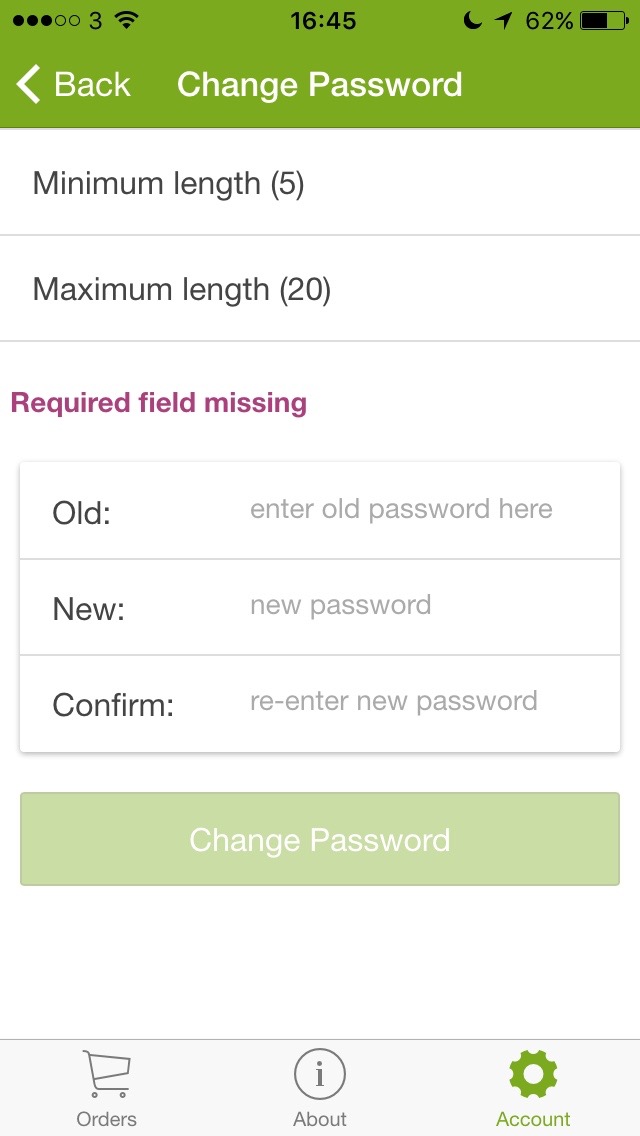 3 16:45 62%
Back Change Password
Minimum length (5)
Maximum length (20)
Required field missing
Old: enter old password here
New: new password
Confirm: re-enter new password
Change Password
i
Orders About Account